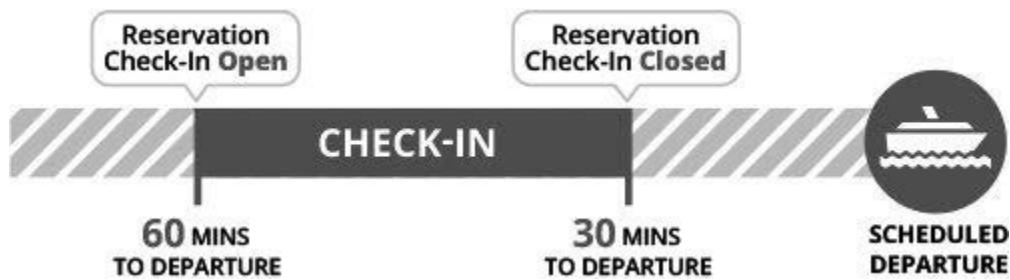 Reservation
Check-In Open
Reservation
Check-In Closed
CHECK-IN
60 MINS
TO DEPARTURE
30 MINS
TO DEPARTURE
SCHEDULED
DEPARTURE